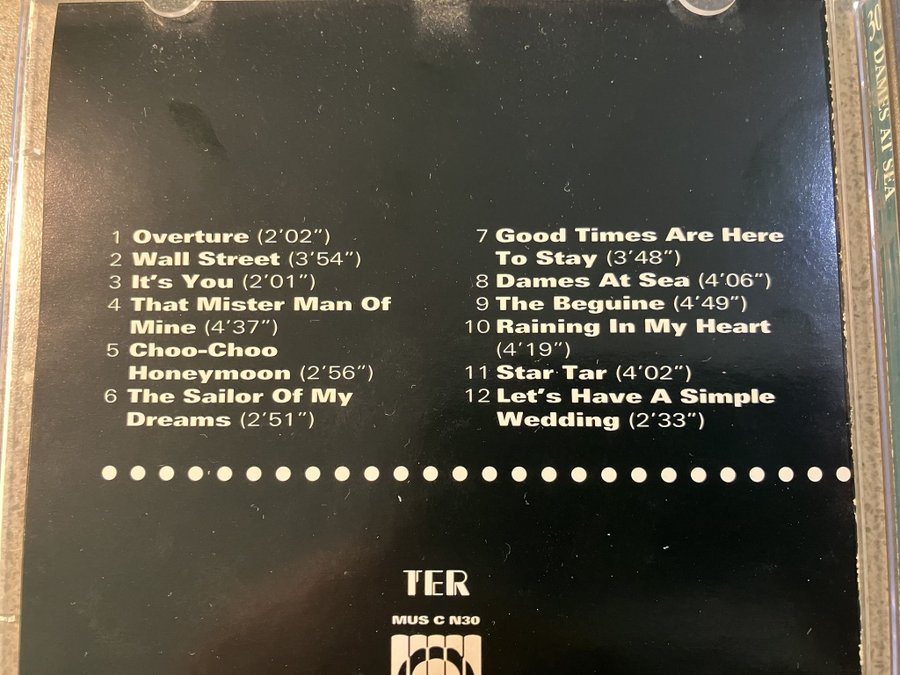 1 Overture (2'02")
2 Wall Street (3'54")
3 It's You (2'01")
4 That Mister Man Of
Mine (4'37")
5 Choo-Choo
Honeymoon (2'56")
6 The Sailor Of My
Dreams (2'51")
7 Good Times Are Here
To Stay (3'48")
8 Dames At Sea (4'06")
9 The Beguine (4'49")
10 Raining In My Heart
(4'19")
11 Star Tar (4'02")
12 Let's Have A Simple
Wedding (2'33")
TER
MUS C N30
30 DAMES AT SEA